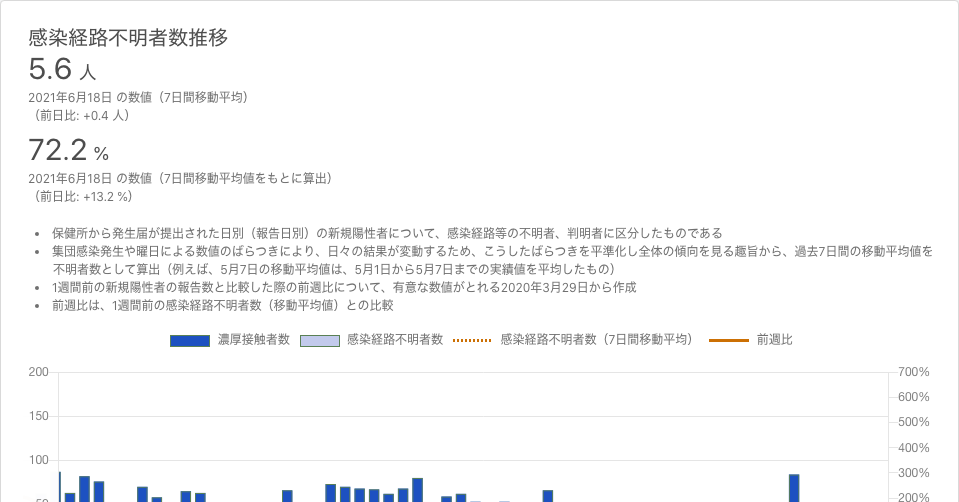 感染経路不明者数推移
5.6 人
2021年6月18日 の数値（7日間移動平均）
（前日比: +0.4 人）
72.2 %
2021年6月18日 の数値（7日間移動平均値をもとに算出）
（前日比: +13.2 %）
• 保健所から発生届が提出された日別（報告日別）の新規陽性者について、感染経路等の不明者、判明者に区分したものである
• 集団感染発生や曜日による数値のばらつきにより、日々の結果が変動するため、こうしたばらつきを平準化し全体の傾向を見る趣旨から、過去7日間の移動平均値を
不明者数として算出（例えば、5月7日の移動平均値は、5月1日から5月7日までの実績値を平均したもの）
• 1週間前の新規陽性者の報告数と比較した際の前週比について、有意な数値がとれる2020年3月29日から作成
• 前週比は、1週間前の感染経路不明者数（移動平均値）との比較
濃厚接触者数 感染経路不明者数 感染経路不明者数（7日間移動平均） 前週比
200 700%
600%
150 500%
400%
100 300%
50 200%